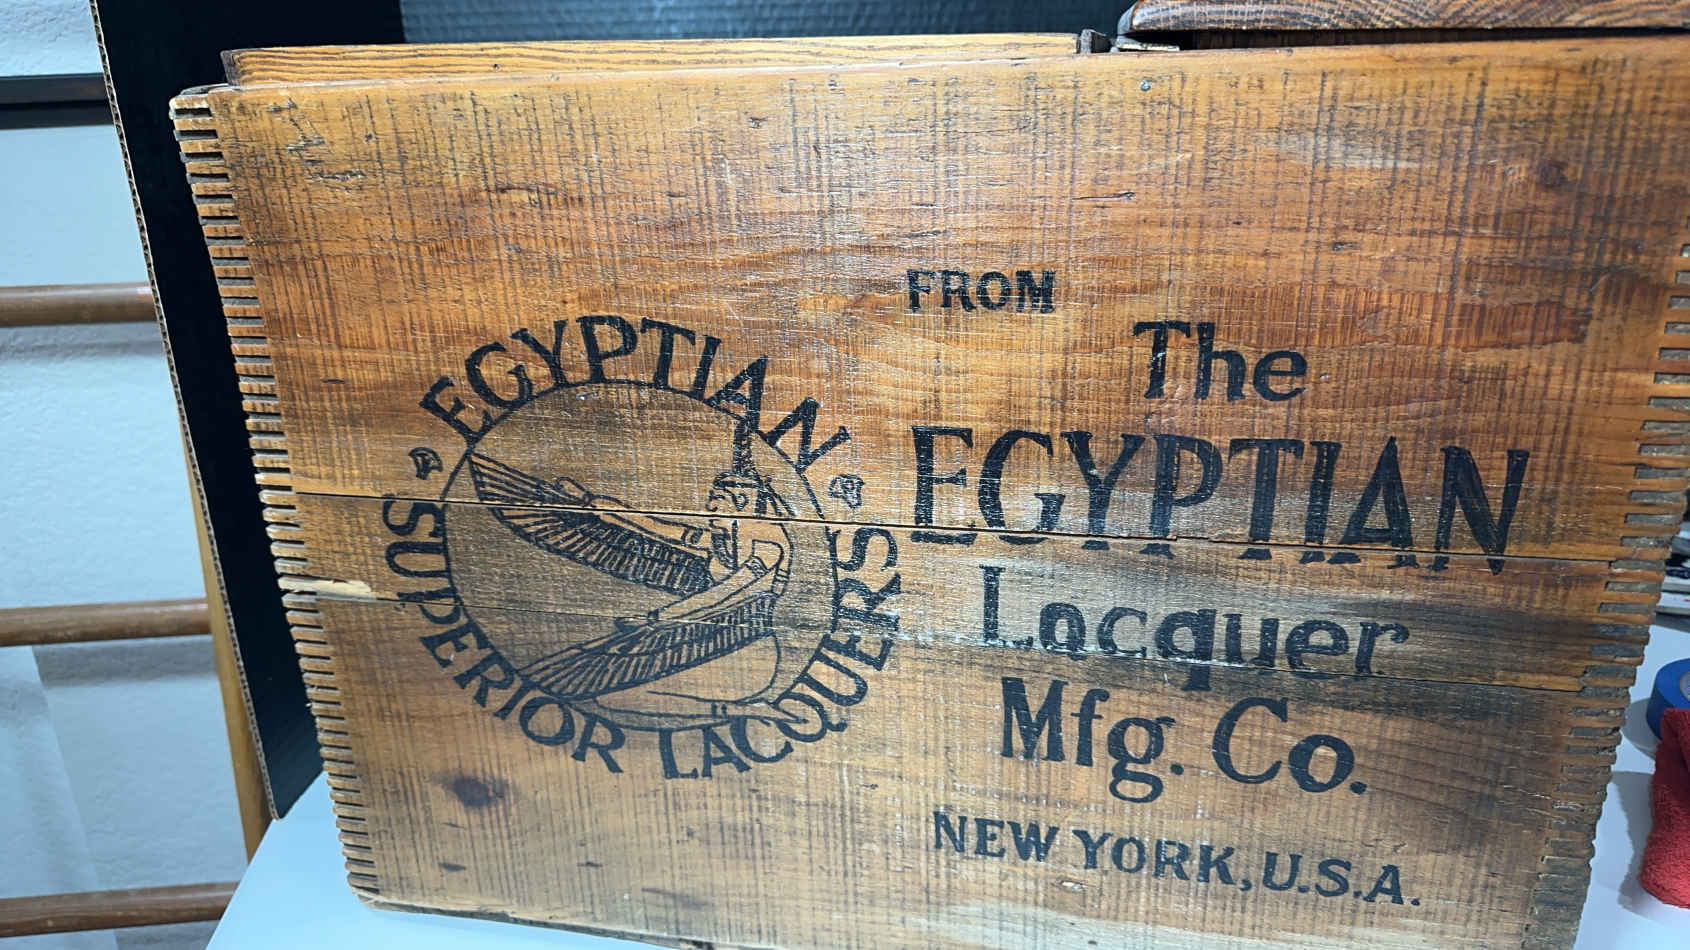 EGYPTIAN
SUPERIOR LACQUERS
FROM
The
EGYPTIAN
Lacquer
Mfg. Co.
NEW YORK, U.S.A.